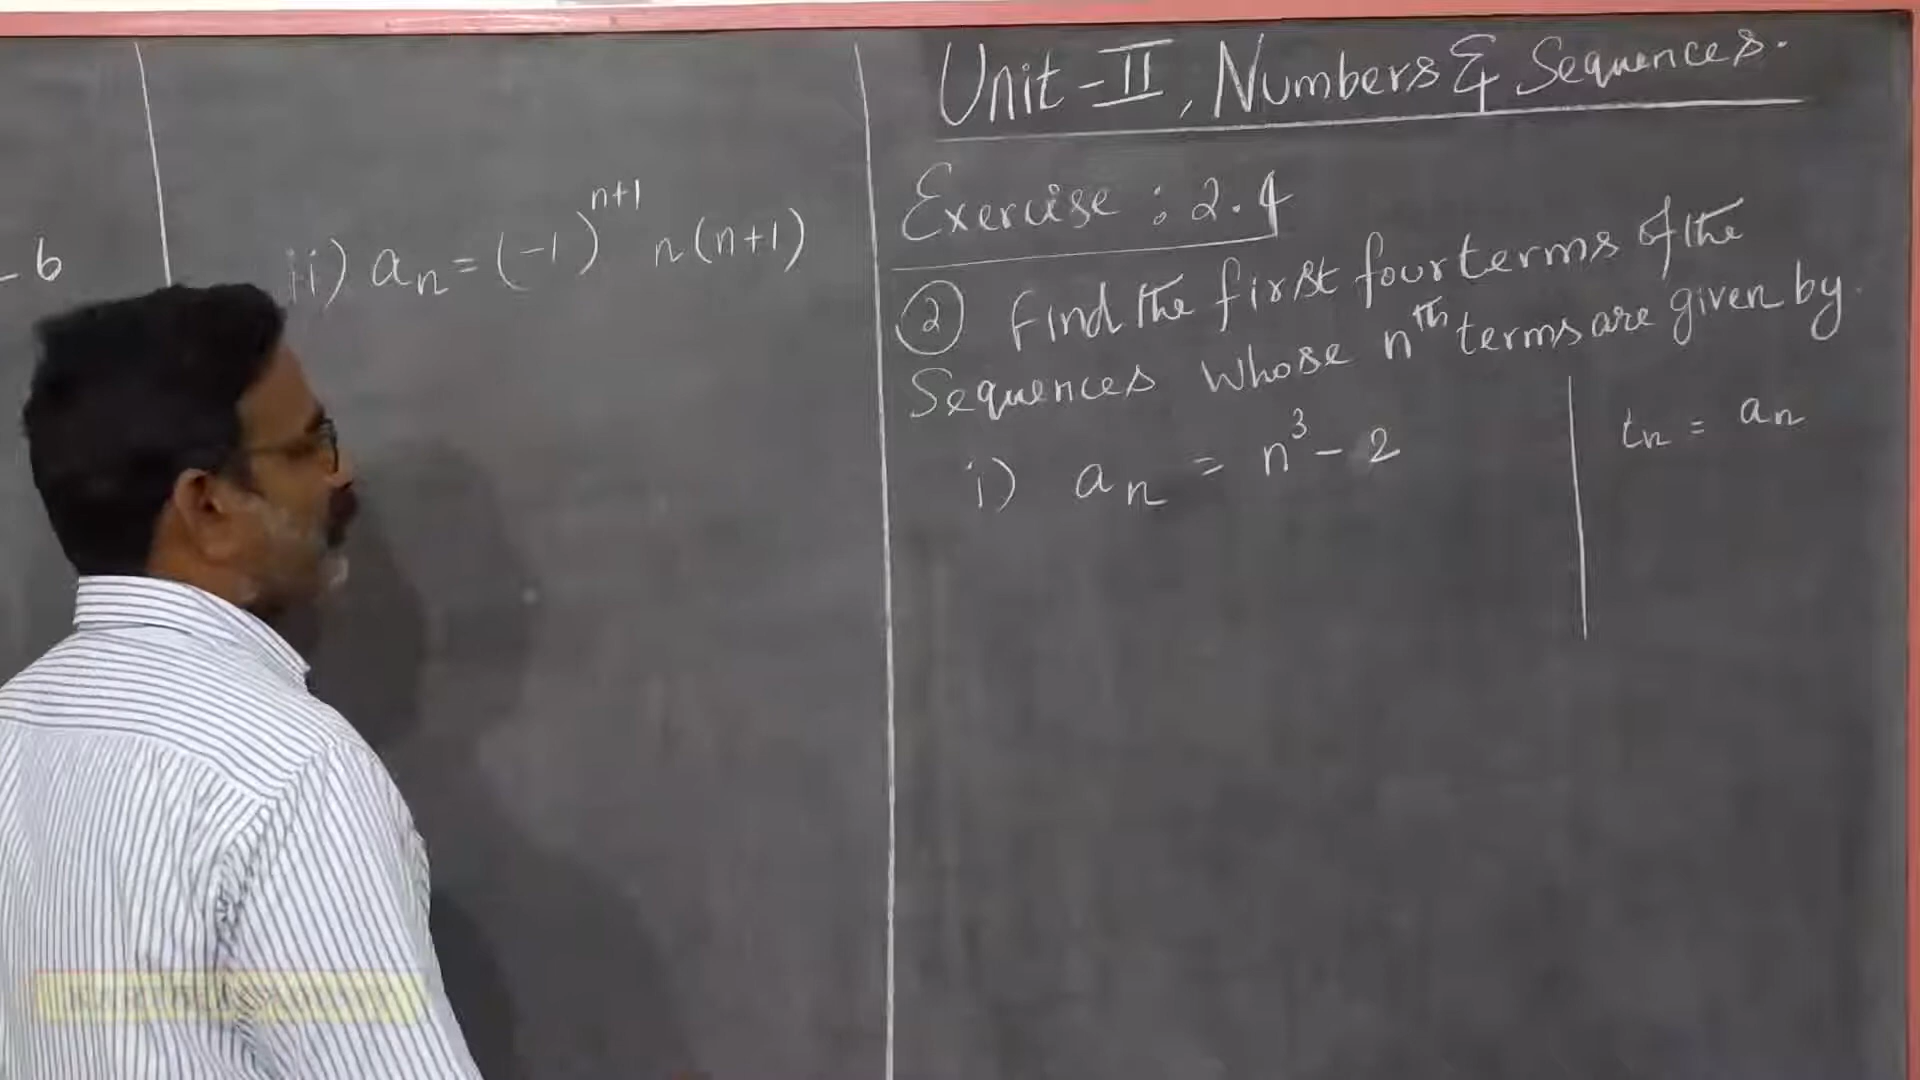 - 6
ii) aₙ = (-1)ⁿ⁺¹ n(n+1)
Unit - II, Numbers & Sequences.
Exercise : 2.4
② Find the first four terms of the
Sequences whose nᵗʰ terms are given by.
i) aₙ = n³ - 2
tₙ = aₙ